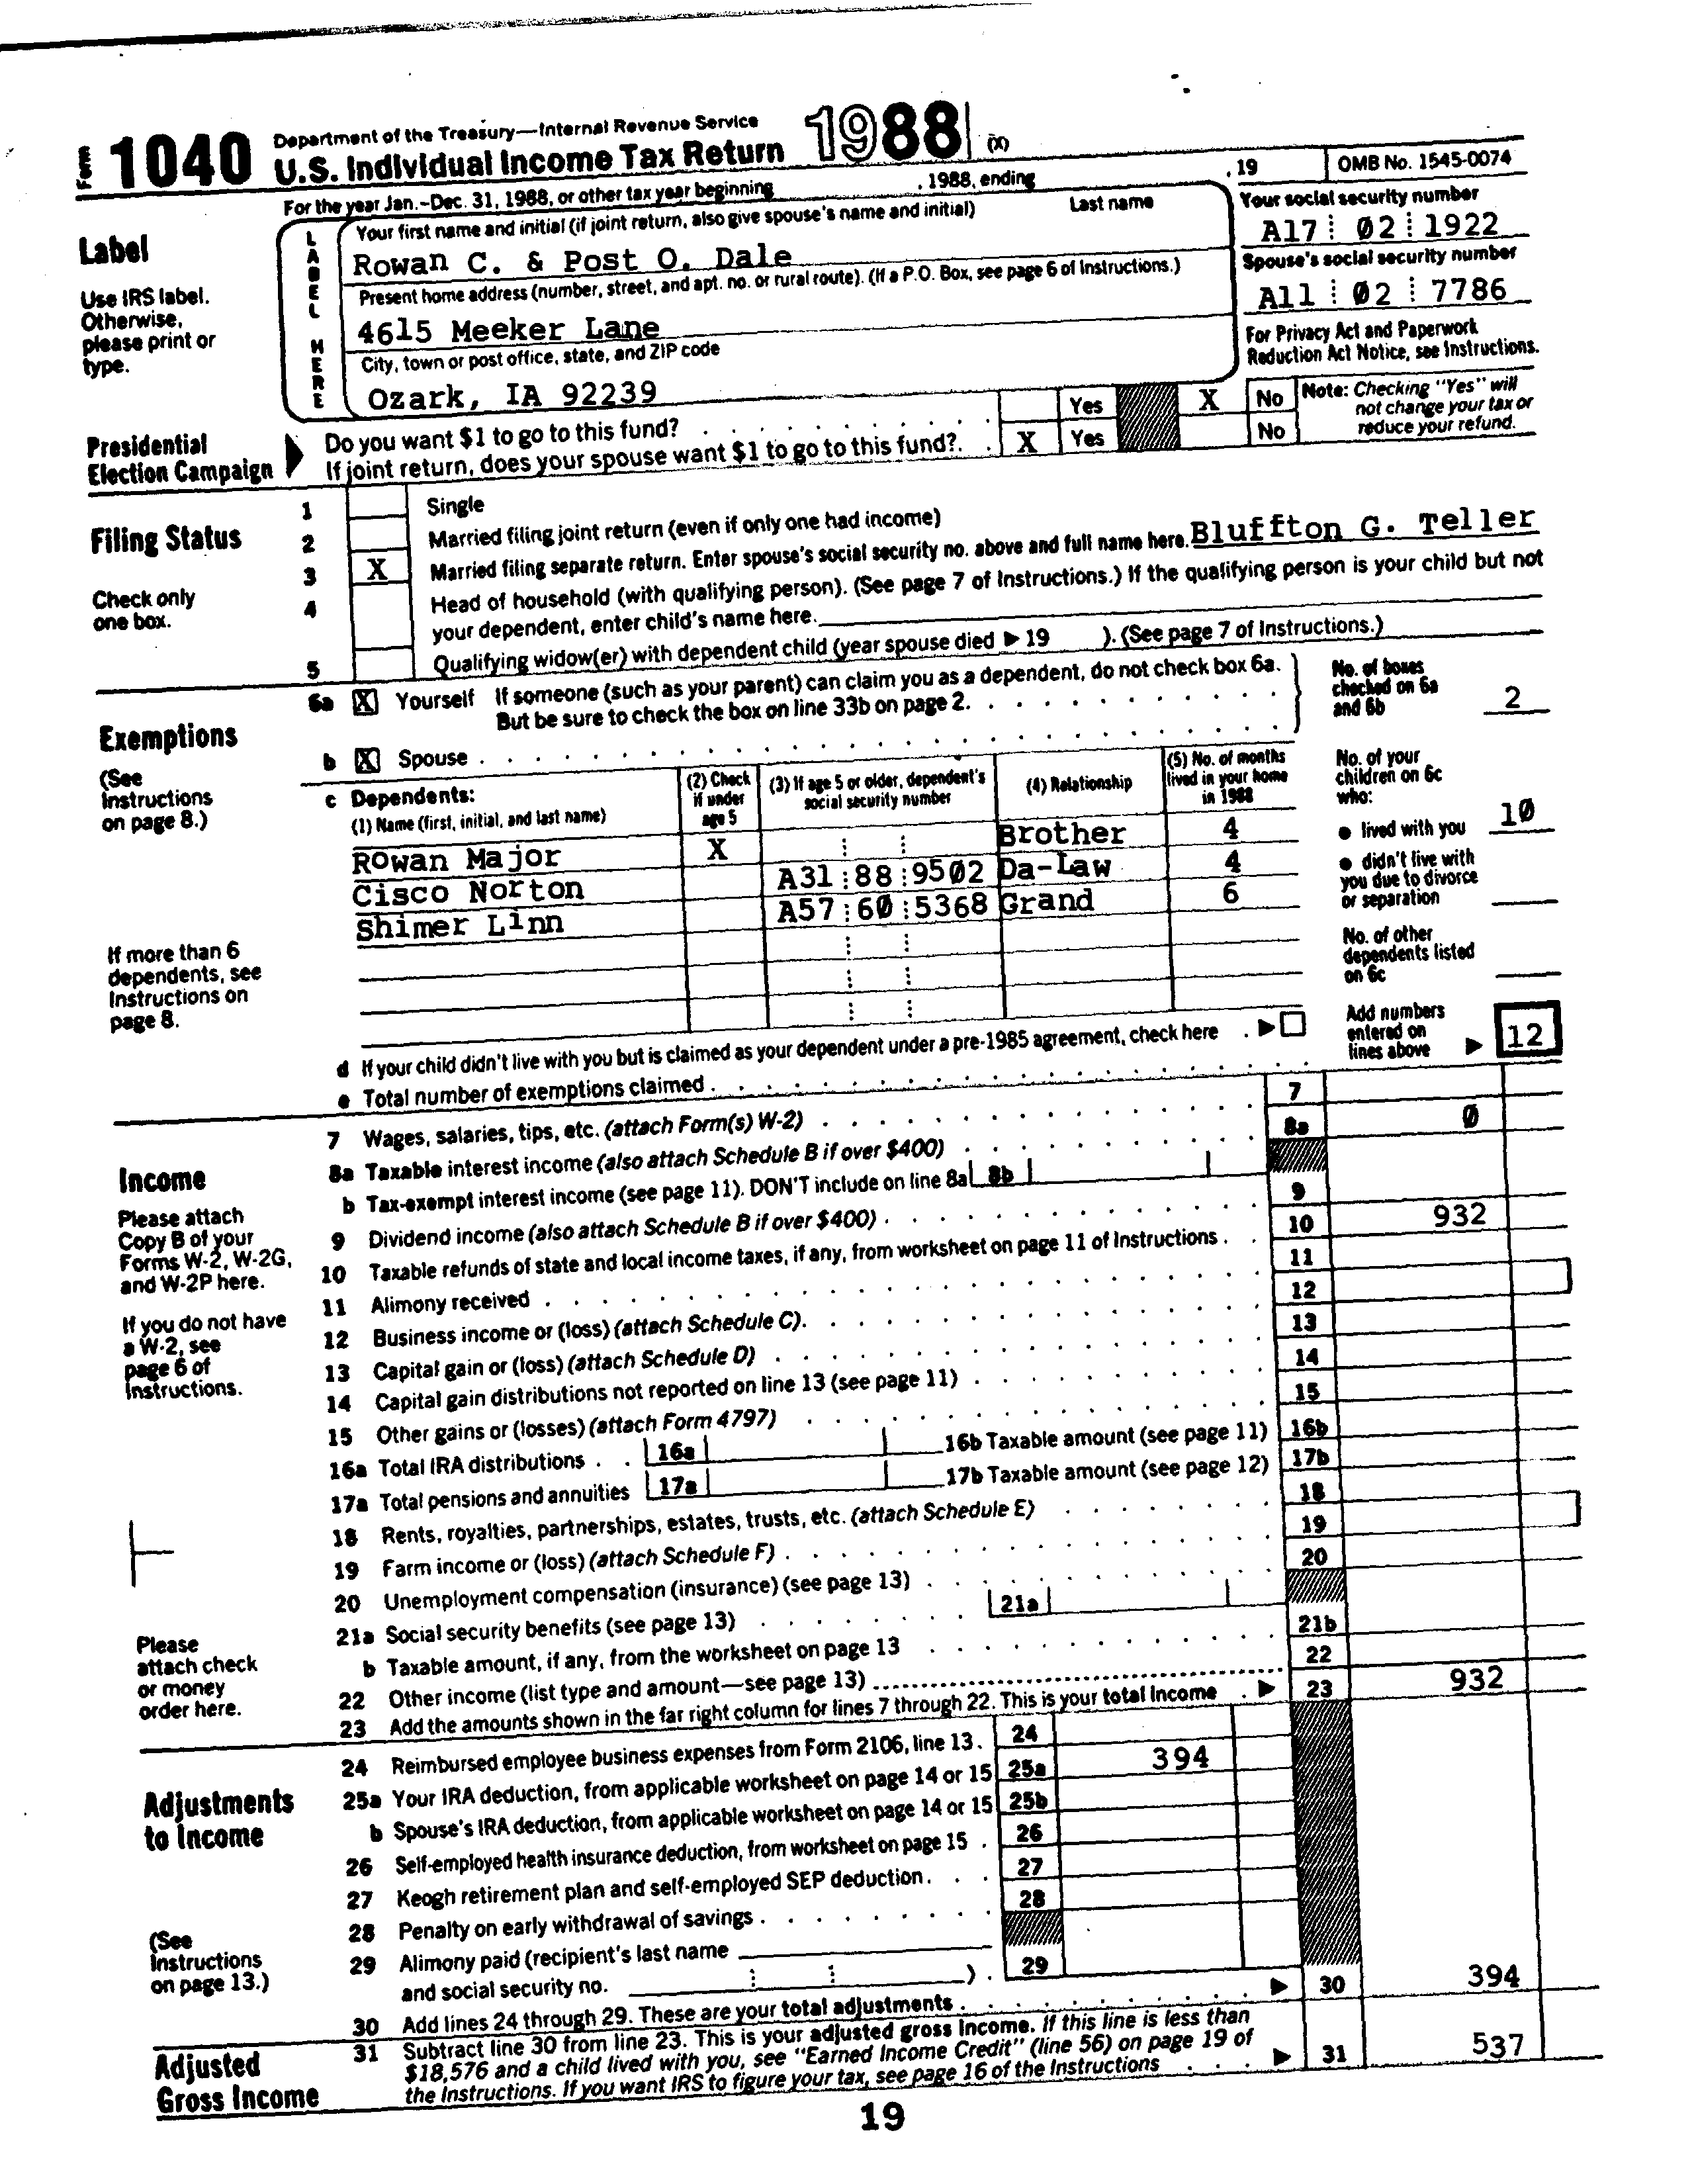 Form 1040 Department of the Treasury—Internal Revenue Service
U.S. Individual Income Tax Return 1988 (X)
For the year Jan.–Dec. 31, 1988, or other tax year beginning , 1988, ending , 19 OMB No. 1545-0074
Label
Use IRS label.
Otherwise,
please print or
type.
LABEL HERE
Your first name and initial (if joint return, also give spouse's name and initial) Last name
Rowan C. & Post O. Dale
Your social security number
A17 02 1922
Present home address (number, street, and apt. no. or rural route). (If a P.O. Box, see page 6 of Instructions.)
4615 Meeker Lane
Spouse's social security number
A11 02 7786
City, town or post office, state, and ZIP code
Ozark, IA 92239
For Privacy Act and Paperwork
Reduction Act Notice, see Instructions.
Presidential
Election Campaign
Do you want $1 to go to this fund? Yes X No
If joint return, does your spouse want $1 to go to this fund? X Yes No
Note: Checking "Yes" will
not change your tax or
reduce your refund.
Filing Status
Check only
one box.
1 Single
2 Married filing joint return (even if only one had income)
3 X Married filing separate return. Enter spouse's social security no. above and full name here. Bluffton G. Teller
4 Head of household (with qualifying person). (See page 7 of Instructions.) If the qualifying person is your child but not
your dependent, enter child's name here.
5 Qualifying widow(er) with dependent child (year spouse died ▶ 19 ). (See page 7 of Instructions.)
Exemptions
(See
Instructions
on page 8.)
If more than 6
dependents, see
Instructions on
page 8.
6a X Yourself If someone (such as your parent) can claim you as a dependent, do not check box 6a.
But be sure to check the box on line 33b on page 2.
b X Spouse
No. of boxes
checked on 6a
and 6b 2
c Dependents:
(1) Name (first, initial, and last name)
(2) Check
if under
age 5
(3) If age 5 or older, dependent's
social security number
(4) Relationship
(5) No. of months
lived in your home
in 1988
Rowan Major X Brother 4
Cisco Norton A31 88 9502 Da-Law 4
Shimer Linn A57 60 5368 Grand 6
No. of your
children on 6c
who:
● lived with you 10
● didn't live with
you due to divorce
or separation
No. of other
dependents listed
on 6c
d If your child didn't live with you but is claimed as your dependent under a pre-1985 agreement, check here ▶
e Total number of exemptions claimed
Add numbers
entered on
lines above ▶ 12
Income
Please attach
Copy B of your
Forms W-2, W-2G,
and W-2P here.
If you do not have
a W-2, see
page 6 of
Instructions.
Please
attach check
or money
order here.
7 Wages, salaries, tips, etc. (attach Form(s) W-2) 7
8a Taxable interest income (also attach Schedule B if over $400) 8a 0
b Tax-exempt interest income (see page 11). DON'T include on line 8a 8b
9 Dividend income (also attach Schedule B if over $400) 9
10 Taxable refunds of state and local income taxes, if any, from worksheet on page 11 of Instructions 10 932
11 Alimony received 11
12 Business income or (loss) (attach Schedule C) 12
13 Capital gain or (loss) (attach Schedule D) 13
14 Capital gain distributions not reported on line 13 (see page 11) 14
15 Other gains or (losses) (attach Form 4797) 15
16a Total IRA distributions 16a 16b Taxable amount (see page 11) 16b
17a Total pensions and annuities 17a 17b Taxable amount (see page 12) 17b
18 Rents, royalties, partnerships, estates, trusts, etc. (attach Schedule E) 18
19 Farm income or (loss) (attach Schedule F) 19
20 Unemployment compensation (insurance) (see page 13) 20
21a Social security benefits (see page 13) 21a
b Taxable amount, if any, from the worksheet on page 13 21b
22 Other income (list type and amount—see page 13) 22
23 Add the amounts shown in the far right column for lines 7 through 22. This is your total income ▶ 23 932
Adjustments
to Income
(See
Instructions
on page 13.)
24 Reimbursed employee business expenses from Form 2106, line 13 24
25a Your IRA deduction, from applicable worksheet on page 14 or 15 25a 394
b Spouse's IRA deduction, from applicable worksheet on page 14 or 15 25b
26 Self-employed health insurance deduction, from worksheet on page 15 26
27 Keogh retirement plan and self-employed SEP deduction 27
28 Penalty on early withdrawal of savings 28
29 Alimony paid (recipient's last name
and social security no. ) 29
30 Add lines 24 through 29. These are your total adjustments ▶ 30 394
Adjusted
Gross Income
31 Subtract line 30 from line 23. This is your adjusted gross income. If this line is less than
$18,576 and a child lived with you, see "Earned Income Credit" (line 56) on page 19 of
the Instructions. If you want IRS to figure your tax, see page 16 of the Instructions ▶ 31 537
19